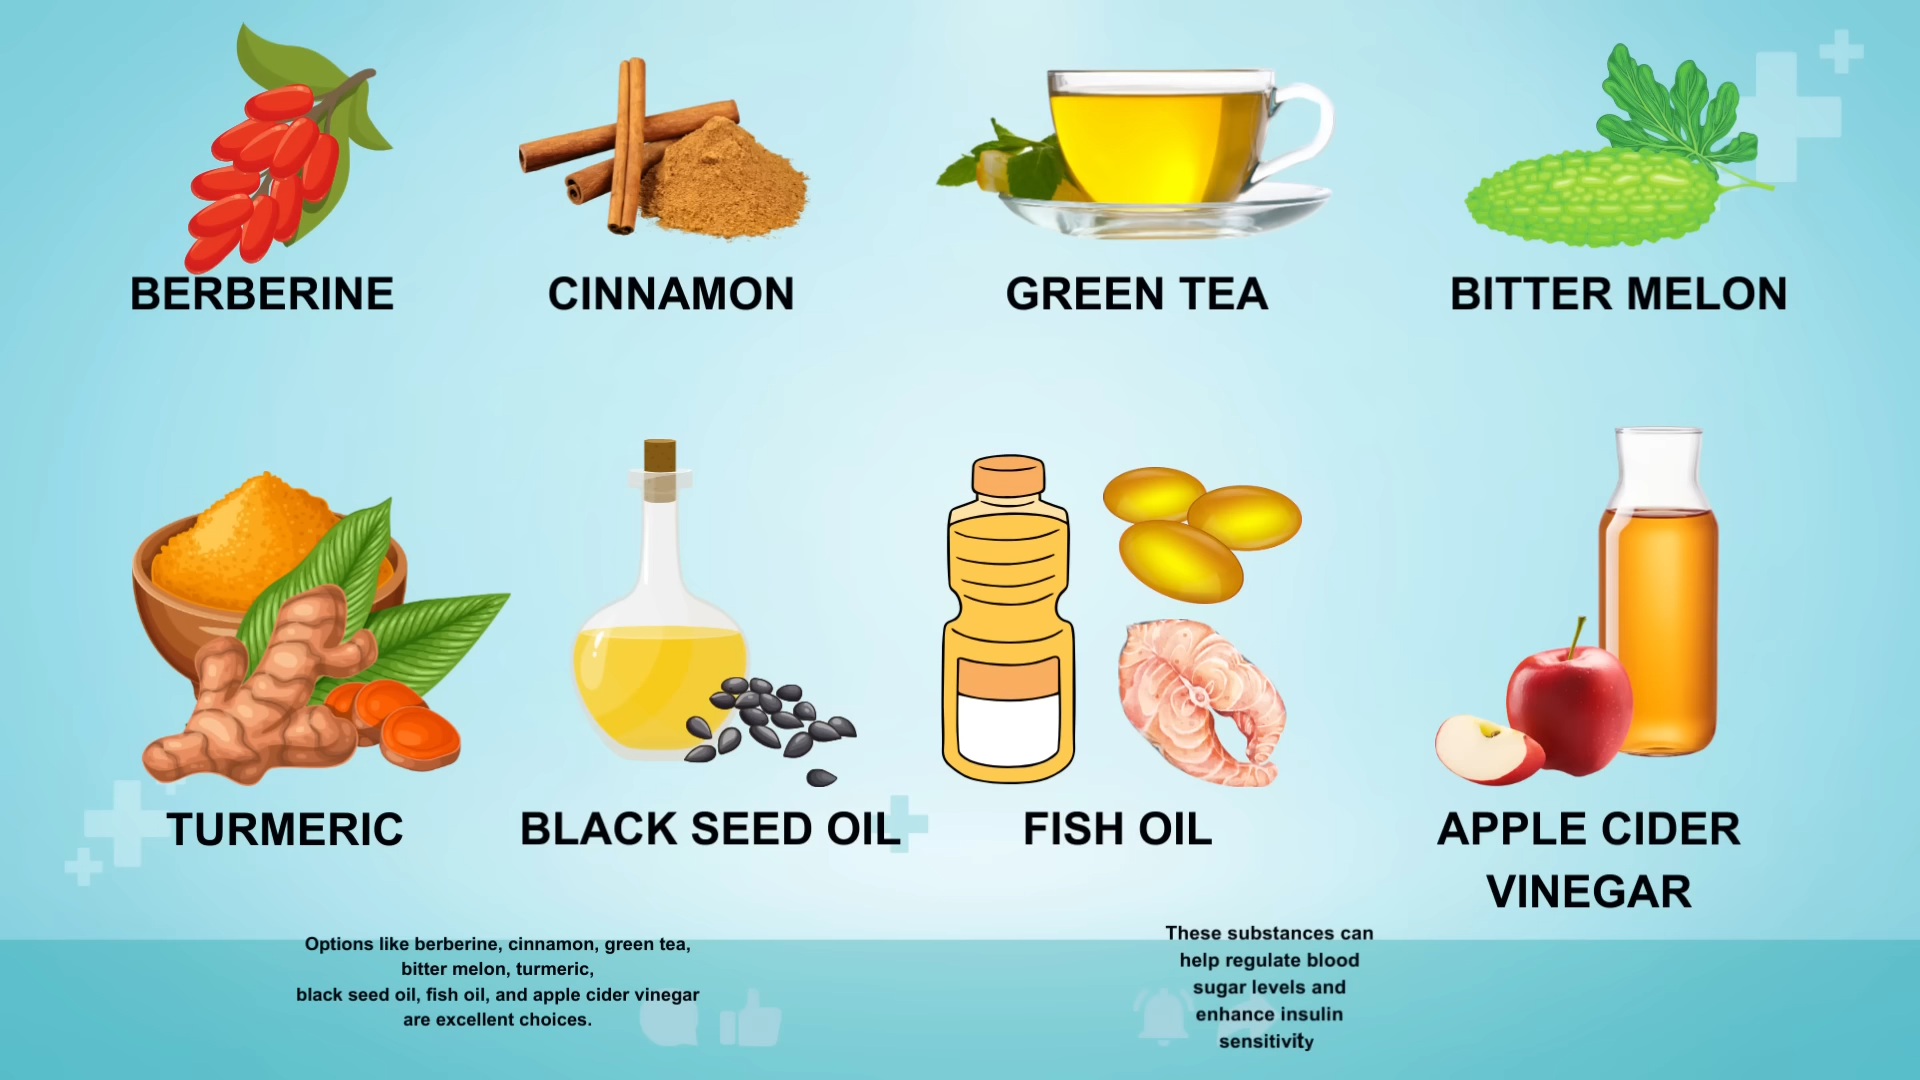 BERBERINE
CINNAMON
GREEN TEA
BITTER MELON
TURMERIC
BLACK SEED OIL
FISH OIL
APPLE CIDER
VINEGAR
Options like berberine, cinnamon, green tea,
bitter melon, turmeric,
black seed oil, fish oil, and apple cider vinegar
are excellent choices.
These substances can
help regulate blood
sugar levels and
enhance insulin
sensitivity